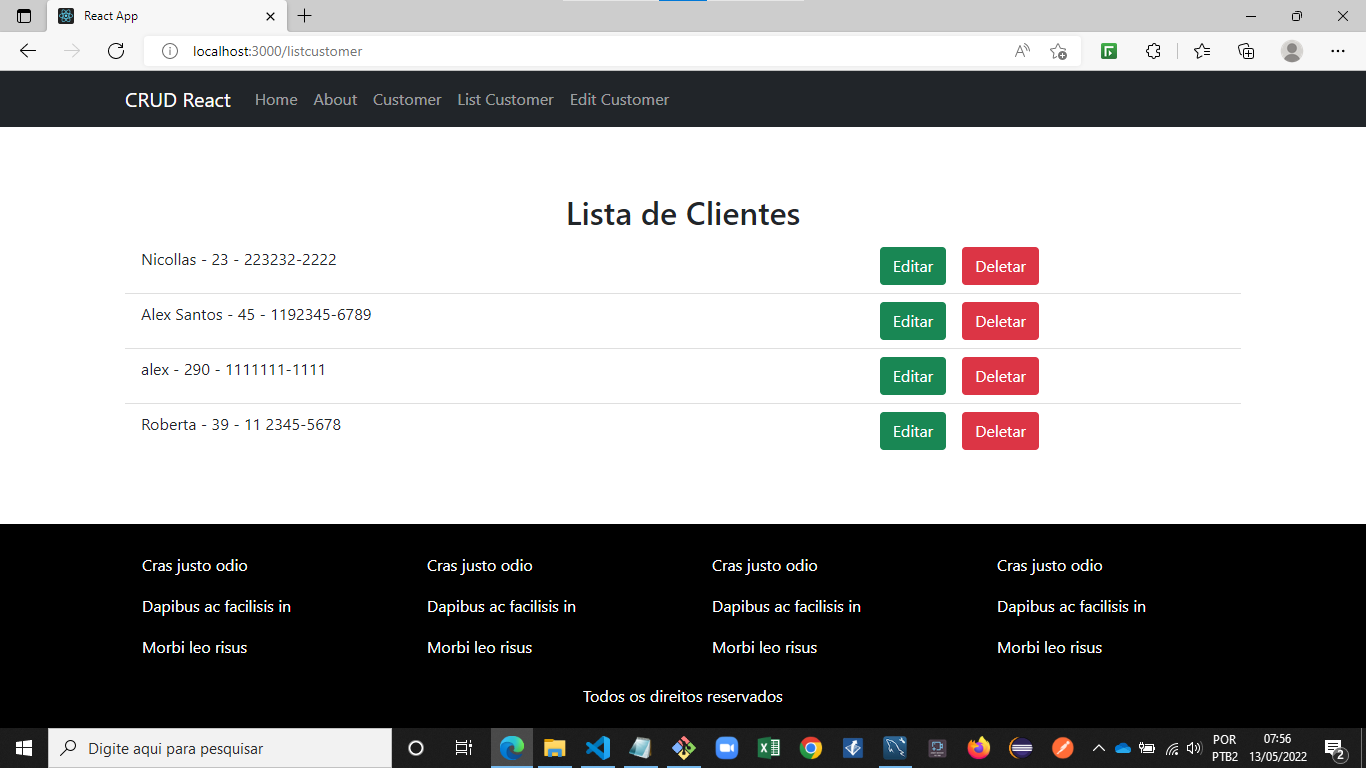 React App
localhost:3000/listcustomer
CRUD React Home About Customer List Customer Edit Customer
Lista de Clientes
Nicollas - 23 - 223232-2222 Editar Deletar
Alex Santos - 45 - 1192345-6789 Editar Deletar
alex - 290 - 1111111-1111 Editar Deletar
Roberta - 39 - 11 2345-5678 Editar Deletar
Cras justo odio Cras justo odio Cras justo odio Cras justo odio
Dapibus ac facilisis in Dapibus ac facilisis in Dapibus ac facilisis in Dapibus ac facilisis in
Morbi leo risus Morbi leo risus Morbi leo risus Morbi leo risus
Todos os direitos reservados
Digite aqui para pesquisar
POR 07:56
PTB2 13/05/2022 2